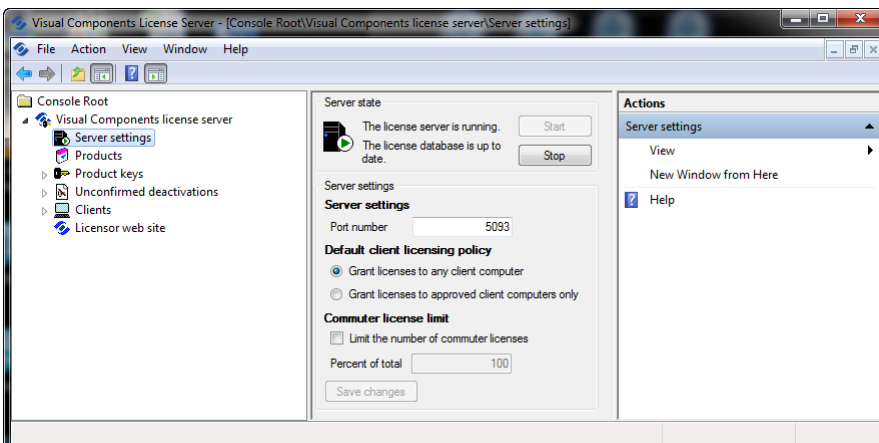 Visual Components License Server - [Console Root\Visual Components license server\Server settings]
File Action View Window Help
Console Root
Visual Components license server
Server settings
Products
Product keys
Unconfirmed deactivations
Clients
Licensor web site
Server state
The license server is running.
Start
The license database is up to
date.
Stop
Server settings
Server settings
Port number 5093
Default client licensing policy
Grant licenses to any client computer
Grant licenses to approved client computers only
Commuter license limit
Limit the number of commuter licenses
Percent of total 100
Save changes
Actions
Server settings
View
New Window from Here
Help